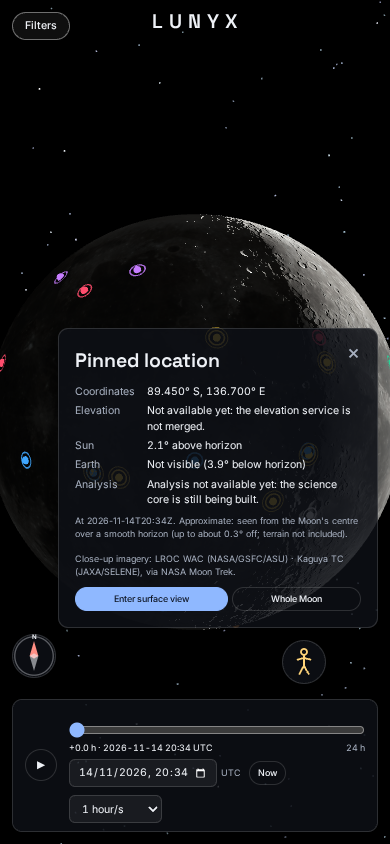 Filters
LUNYX
Pinned location
×
Coordinates 89.450° S, 136.700° E
Elevation Not available yet: the elevation service is
not merged.
Sun 2.1° above horizon
Earth Not visible (3.9° below horizon)
Analysis Analysis not available yet: the science
core is still being built.
At 2026-11-14T20:34Z. Approximate: seen from the Moon's centre
over a smooth horizon (up to about 0.3° off; terrain not included).
Close-up imagery: LROC WAC (NASA/GSFC/ASU) · Kaguya TC
(JAXA/SELENE), via NASA Moon Trek.
Enter surface view Whole Moon
N
+0.0 h · 2026-11-14 20:34 UTC 24 h
14/11/2026, 20:34 UTC Now
1 hour/s